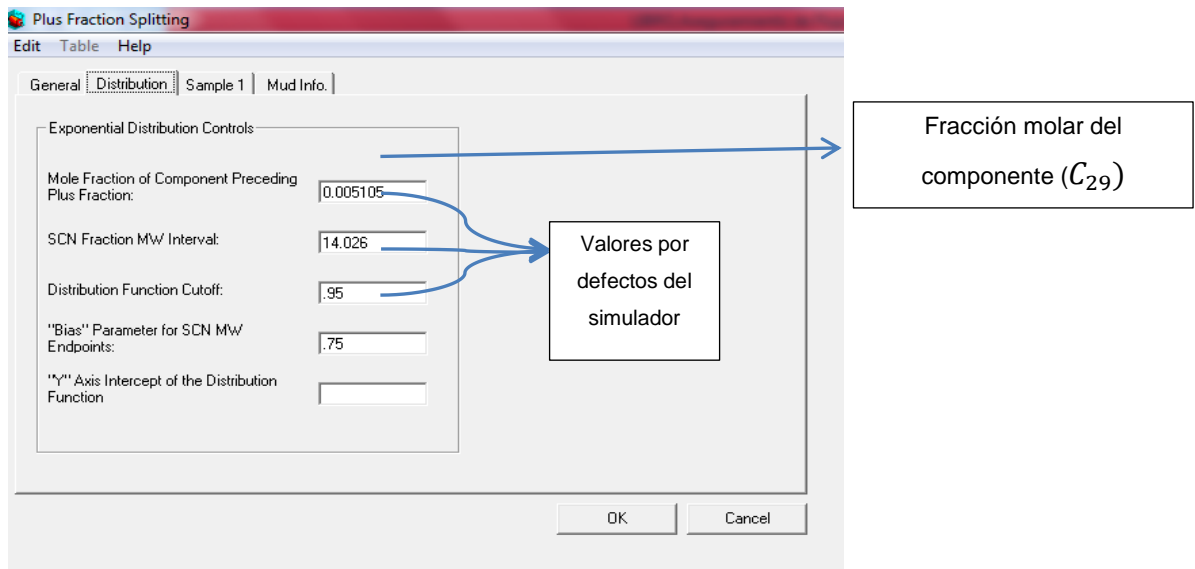 Plus Fraction Splitting
Edit Table Help
General Distribution Sample 1 Mud Info.
Exponential Distribution Controls
Mole Fraction of Component Preceding
Plus Fraction:
0.005105
SCN Fraction MW Interval:
14.026
Distribution Function Cutoff:
.95
"Bias" Parameter for SCN MW
Endpoints:
.75
"Y" Axis Intercept of the Distribution
Function
OK Cancel
Fracción molar del
componente (C₂₉)
Valores por
defectos del
simulador